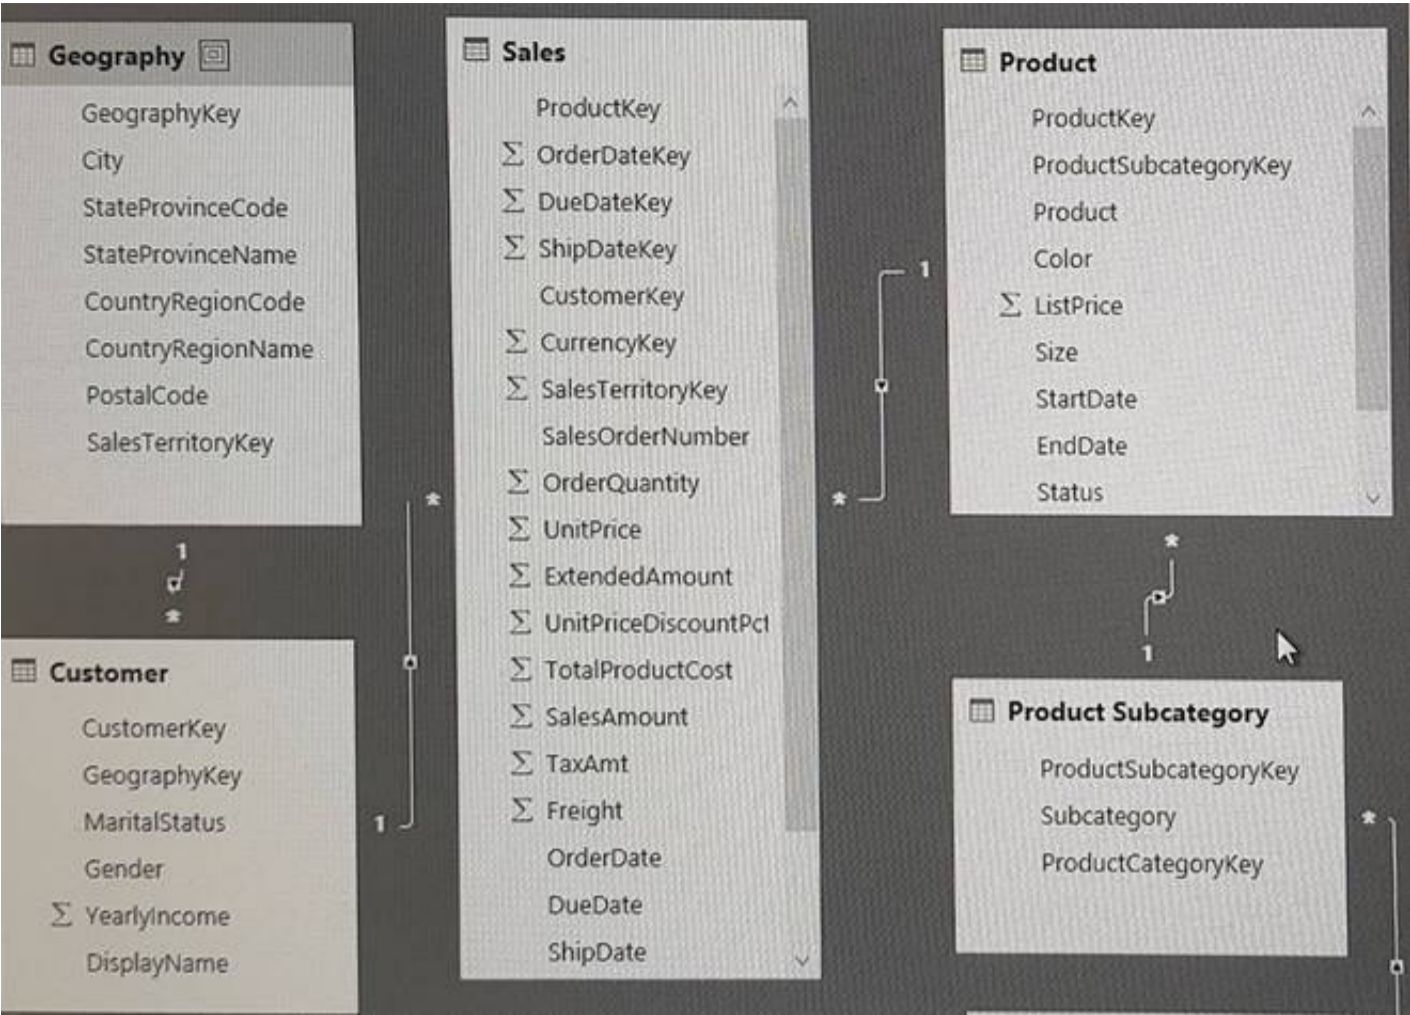 Geography
GeographyKey
City
StateProvinceCode
StateProvinceName
CountryRegionCode
CountryRegionName
PostalCode
SalesTerritoryKey
1
*
Customer
CustomerKey
GeographyKey
MaritalStatus
Gender
Σ YearlyIncome
DisplayName
*
1
Sales
ProductKey
Σ OrderDateKey
Σ DueDateKey
Σ ShipDateKey
CustomerKey
Σ CurrencyKey
Σ SalesTerritoryKey
SalesOrderNumber
Σ OrderQuantity
Σ UnitPrice
Σ ExtendedAmount
Σ UnitPriceDiscountPct
Σ TotalProductCost
Σ SalesAmount
Σ TaxAmt
Σ Freight
OrderDate
DueDate
ShipDate
1
*
Product
ProductKey
ProductSubcategoryKey
Product
Color
Σ ListPrice
Size
StartDate
EndDate
Status
*
1
Product Subcategory
ProductSubcategoryKey
Subcategory
ProductCategoryKey
*